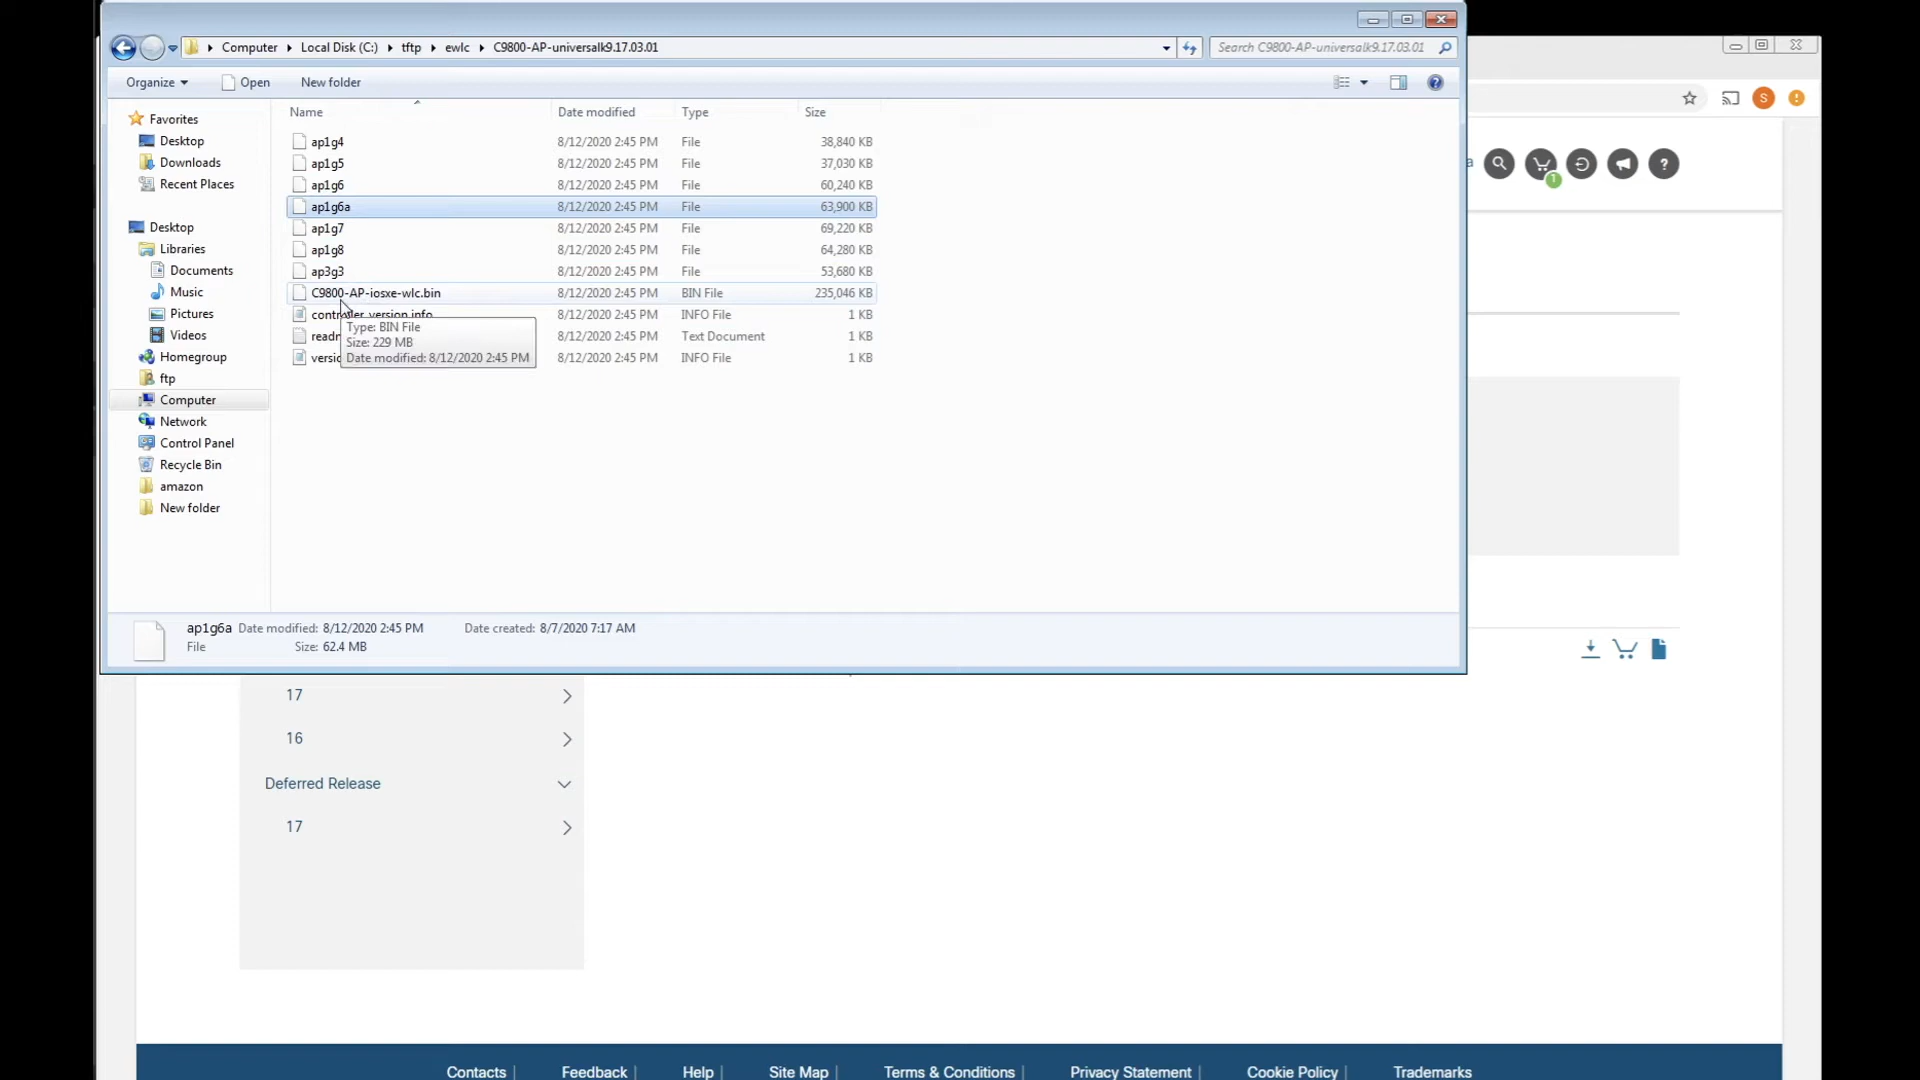 Computer Local Disk (C:) tftp ewlc C9800-AP-universalk9.17.03.01
Search C9800-AP-universalk9.17.03.01
Organize Open New folder
Name Date modified Type Size
Favorites
Desktop
Downloads
Recent Places
Desktop
Libraries
Documents
Music
Pictures
Videos
Homegroup
ftp
Computer
Network
Control Panel
Recycle Bin
amazon
New folder
ap1g4 8/12/2020 2:45 PM File 38,840 KB
ap1g5 8/12/2020 2:45 PM File 37,030 KB
ap1g6 8/12/2020 2:45 PM File 60,240 KB
ap1g6a 8/12/2020 2:45 PM File 63,900 KB
ap1g7 8/12/2020 2:45 PM File 69,220 KB
ap1g8 8/12/2020 2:45 PM File 64,280 KB
ap3g3 8/12/2020 2:45 PM File 53,680 KB
C9800-AP-iosxe-wlc.bin 8/12/2020 2:45 PM BIN File 235,046 KB
controller_version.info 8/12/2020 2:45 PM INFO File 1 KB
readn 8/12/2020 2:45 PM Text Document 1 KB
versio 8/12/2020 2:45 PM INFO File 1 KB
Type: BIN File
Size: 229 MB
Date modified: 8/12/2020 2:45 PM
ap1g6a Date modified: 8/12/2020 2:45 PM Date created: 8/7/2020 7:17 AM
File Size: 62.4 MB
S
a
1
?
17
16
Deferred Release
17
Contacts | Feedback | Help | Site Map | Terms & Conditions | Privacy Statement | Cookie Policy | Trademarks